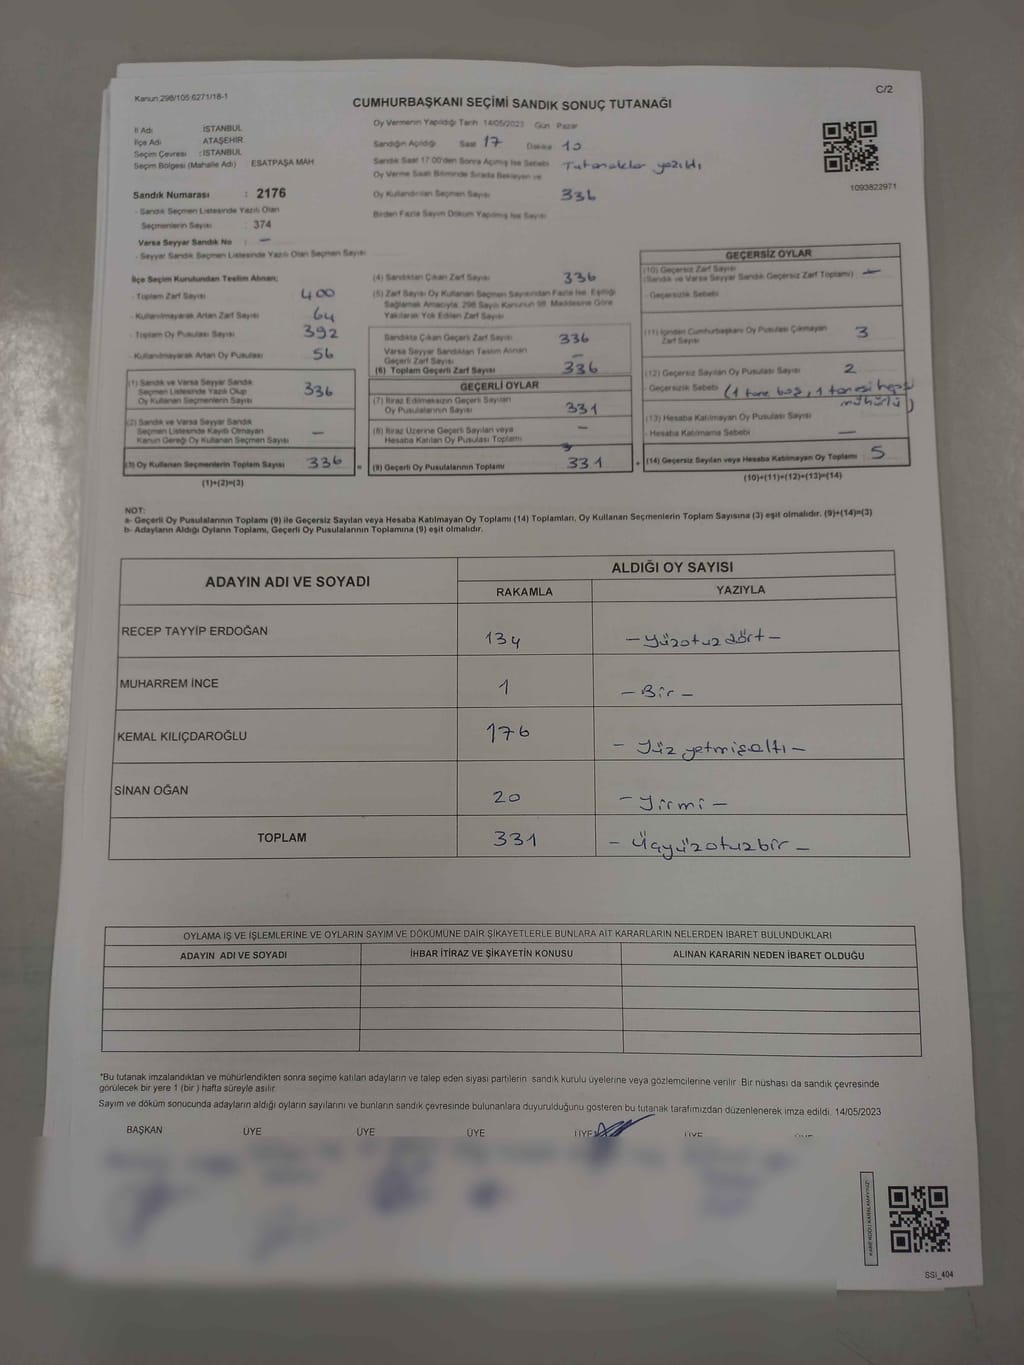 Kanun:298/105:6271/18-1
C/2
CUMHURBAŞKANI SEÇİMİ SANDIK SONUÇ TUTANAĞI
İl Adı İSTANBUL
İlçe Adı ATAŞEHİR
Seçim Çevresi : İSTANBUL
Seçim Bölgesi (Mahalle Adı) ESATPAŞA MAH
Sandık Numarası : 2176
- Sandık Seçmen Listesinde Yazılı Olan
Seçmenlerin Sayısı : 374
Varsa Seyyar Sandık No : -
- Seyyar Sandık Seçmen Listesinde Yazılı Olan Seçmen Sayısı
Oy Vermenin Yapıldığı Tarih 14/05/2023 Gün Pazar
Sandığın Açıldığı Saat 17 Dakika 10
Sandık Saat 17:00'den Sonra Açılmış İse Sebebi Tutanaklar yazıldı
Oy Verme Saati Bitiminde Sırada Bekleyen ve
Oy Kullandırılan Seçmen Sayısı 336
Birden Fazla Sayım Döküm Yapılmış İse Sayısı
1093822971
İlçe Seçim Kurulundan Teslim Alınan;
- Toplam Zarf Sayısı 400
- Kullanılmayarak Artan Zarf Sayısı 64
- Toplam Oy Pusulası Sayısı 392
- Kullanılmayarak Artan Oy Pusulası 56
(1) Sandık ve Varsa Seyyar Sandık
Seçmen Listesinde Yazılı Olup
Oy Kullanan Seçmenlerin Sayısı 336
(2) Sandık ve Varsa Seyyar Sandık
Seçmen Listesinde Kayıtlı Olmayan
Kanun Gereği Oy Kullanan Seçmen Sayısı -
(3) Oy Kullanan Seçmenlerin Toplam Sayısı 336
(1)+(2)=(3)
(4) Sandıktan Çıkan Zarf Sayısı 336
(5) Zarf Sayısı Oy Kullanan Seçmen Sayısından Fazla İse, Eşitliği
Sağlamak Amacıyla; 298 Sayılı Kanunun 98. Maddesine Göre
Yakılarak Yok Edilen Zarf Sayısı
Sandıkta Çıkan Geçerli Zarf Sayısı 336
Varsa Seyyar Sandıktan Teslim Alınan
Geçerli Zarf Sayısı -
(6) Toplam Geçerli Zarf Sayısı 336
GEÇERLİ OYLAR
(7) İtiraz Edilmeksizin Geçerli Sayılan
Oy Pusulalarının Sayısı 331
(8) İtiraz Üzerine Geçerli Sayılan veya
Hesaba Katılan Oy Pusulası Toplamı -
(9) Geçerli Oy Pusulalarının Toplamı 331
GEÇERSİZ OYLAR
(10) Geçersiz Zarf Sayısı
(Sandık ve Varsa Seyyar Sandık Geçersiz Zarf Toplamı) -
- Geçersizlik Sebebi
(11) İçinden Cumhurbaşkanı Oy Pusulası Çıkmayan
Zarf Sayısı 3
(12) Geçersiz Sayılan Oy Pusulası Sayısı 2
- Geçersizlik Sebebi (1 tane boş, 1 tanesi hepsi
mühürlü)
(13) Hesaba Katılmayan Oy Pusulası Sayısı
- Hesaba Katılmama Sebebi -
(14) Geçersiz Sayılan veya Hesaba Katılmayan Oy Toplamı 5
(10)+(11)+(12)+(13)=(14)
NOT:
a- Geçerli Oy Pusulalarının Toplamı (9) ile Geçersiz Sayılan veya Hesaba Katılmayan Oy Toplamı (14) Toplamları, Oy Kullanan Seçmenlerin Toplam Sayısına (3) eşit olmalıdır. (9)+(14)=(3)
b- Adayların Aldığı Oyların Toplamı, Geçerli Oy Pusulalarının Toplamına (9) eşit olmalıdır.
ADAYIN ADI VE SOYADI
ALDIĞI OY SAYISI
RAKAMLA YAZIYLA
RECEP TAYYİP ERDOĞAN 134 - Yüzotuzdört -
MUHARREM İNCE 1 - Bir -
KEMAL KILIÇDAROĞLU 176 - Yüz yetmişaltı -
SİNAN OĞAN 20 - Yirmi -
TOPLAM 331 - Üçyüzotuzbir -
OYLAMA İŞ VE İŞLEMLERİNE VE OYLARIN SAYIM VE DÖKÜMÜNE DAİR ŞİKAYETLERLE BUNLARA AİT KARARLARIN NELERDEN İBARET BULUNDUKLARI
ADAYIN ADI VE SOYADI İHBAR İTİRAZ VE ŞİKAYETİN KONUSU ALINAN KARARIN NEDEN İBARET OLDUĞU
*Bu tutanak imzalandıktan ve mühürlendikten sonra seçime katılan adayların ve talep eden siyasi partilerin sandık kurulu üyelerine veya gözlemcilerine verilir. Bir nüshası da sandık çevresinde
görülecek bir yere 1 (bir) hafta süreyle asılır.
Sayım ve döküm sonucunda adayların aldığı oyların sayılarını ve bunların sandık çevresinde bulunanlara duyurulduğunu gösteren bu tutanak tarafımızdan düzenlenerek imza edildi. 14/05/2023
BAŞKAN ÜYE ÜYE ÜYE ÜYE ÜYE ÜYE
KAREKODU KARALAMAYINIZ!
SSI_404